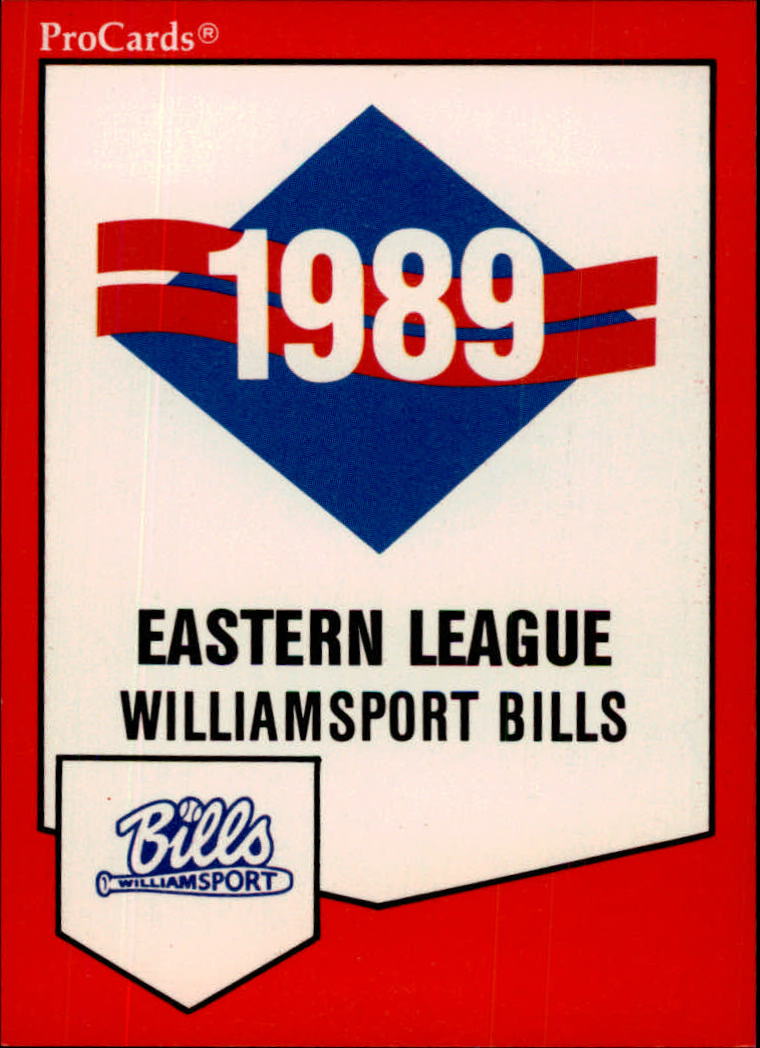 ProCards®
1989
EASTERN LEAGUE
WILLIAMSPORT BILLS
Bills
WILLIAMSPORT